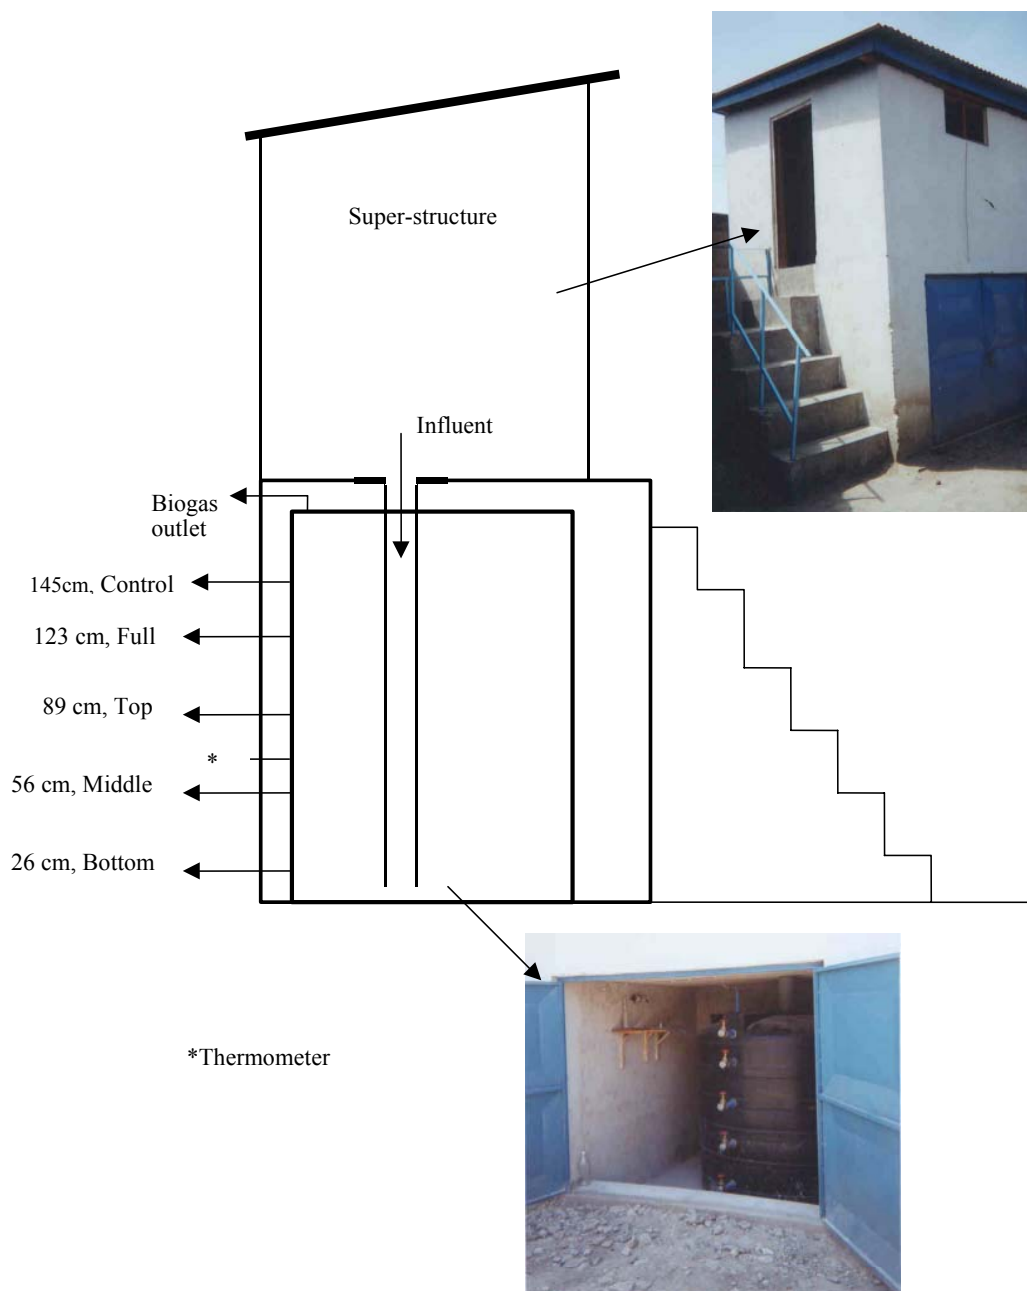 Super-structure
Influent
Biogas
outlet
145cm, Control
123 cm, Full
89 cm, Top
*
56 cm, Middle
26 cm, Bottom
*Thermometer